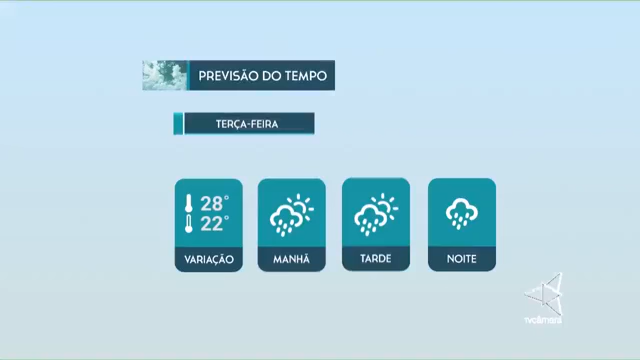 PREVISÃO DO TEMPO
TERÇA-FEIRA
28°
22°
VARIAÇÃO
MANHÃ
TARDE
NOITE
TVCÂMARA